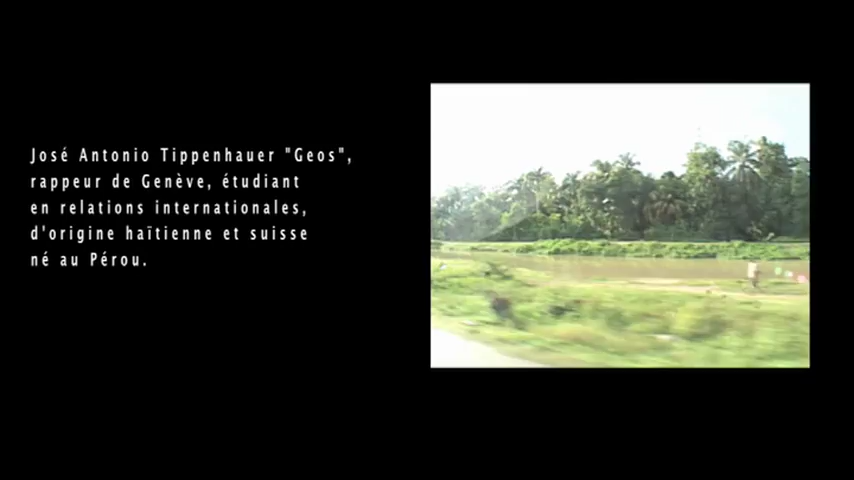 José Antonio Tippenhauer "Geos",
rappeur de Genève, étudiant
en relations internationales,
d'origine haïtienne et suisse
né au Pérou.